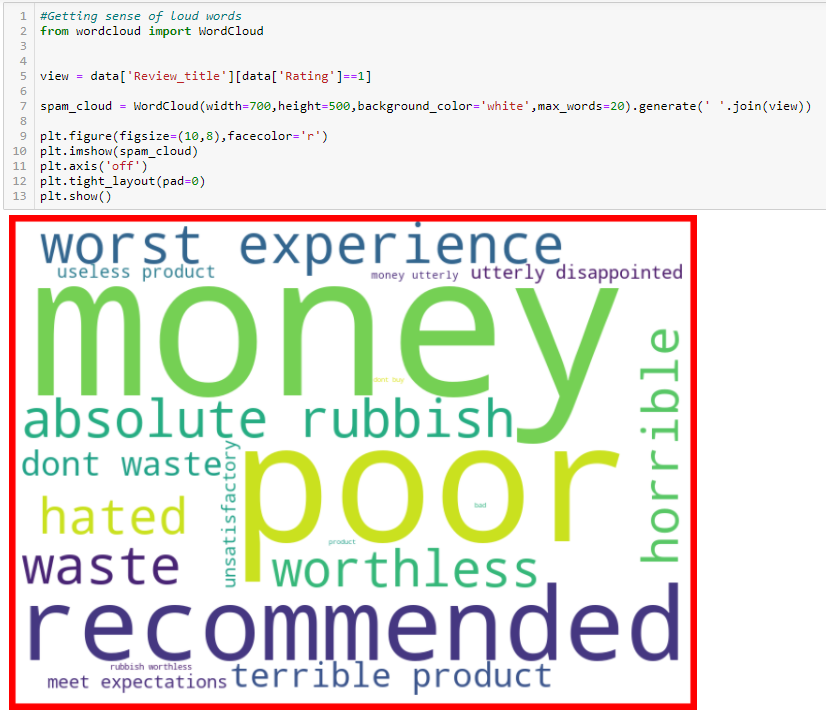 1 #Getting sense of loud words
2 from wordcloud import WordCloud
3
4
5 view = data['Review_title'][data['Rating']==1]
6
7 spam_cloud = WordCloud(width=700,height=500,background_color='white',max_words=20).generate(' '.join(view))
8
9 plt.figure(figsize=(10,8),facecolor='r')
10 plt.imshow(spam_cloud)
11 plt.axis('off')
12 plt.tight_layout(pad=0)
13 plt.show()
worst experience
useless product
money utterly
utterly disappointed
money
dont buy
horrible
absolute rubbish
dont waste
unsatisfactory
poor
hated
bad
product
waste
worthless
recommended
rubbish worthless
meet expectations
terrible product